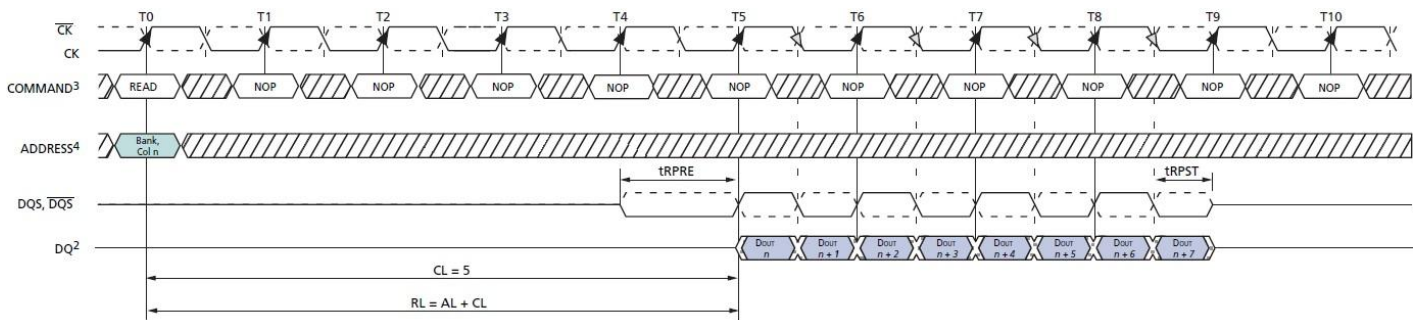 T0 T1 T2 T3 T4 T5 T6 T7 T8 T9 T10
CK
CK
COMMAND3 READ NOP NOP NOP NOP NOP NOP NOP NOP NOP NOP
ADDRESS4 Bank,
Col n
tRPRE tRPST
DQS, DQS
DQ2 DOUT DOUT DOUT DOUT DOUT DOUT DOUT DOUT
n n + 1 n + 2 n + 3 n + 4 n + 5 n + 6 n + 7
CL = 5
RL = AL + CL